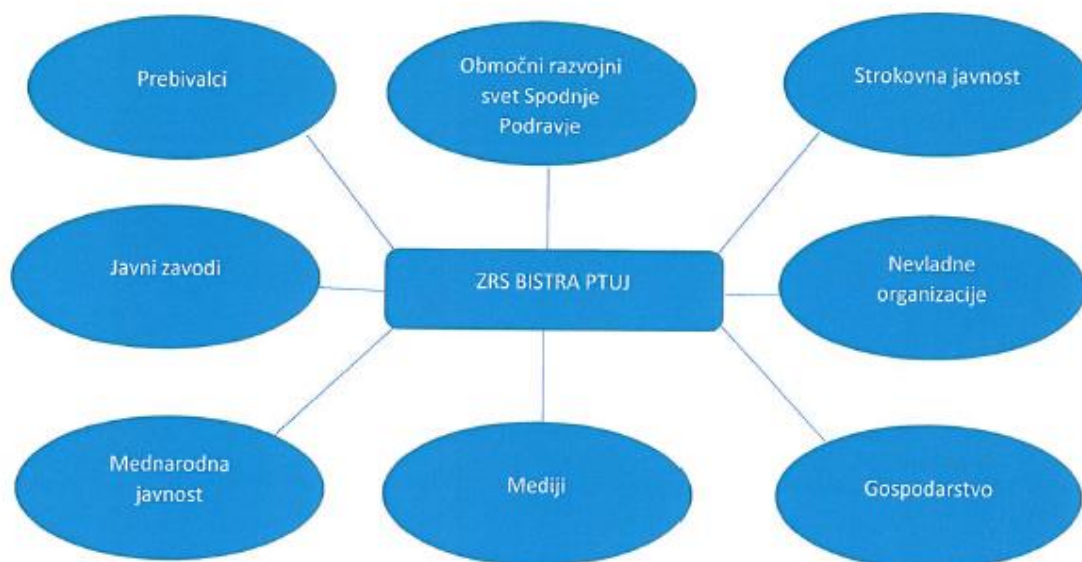 Prebivalci
Območni razvojni
svet Spodnje
Podravje
Strokovna javnost
Javni zavodi
ZRS BISTRA PTUJ
Nevladne
organizacije
Mednarodna
javnost
Mediji
Gospodarstvo